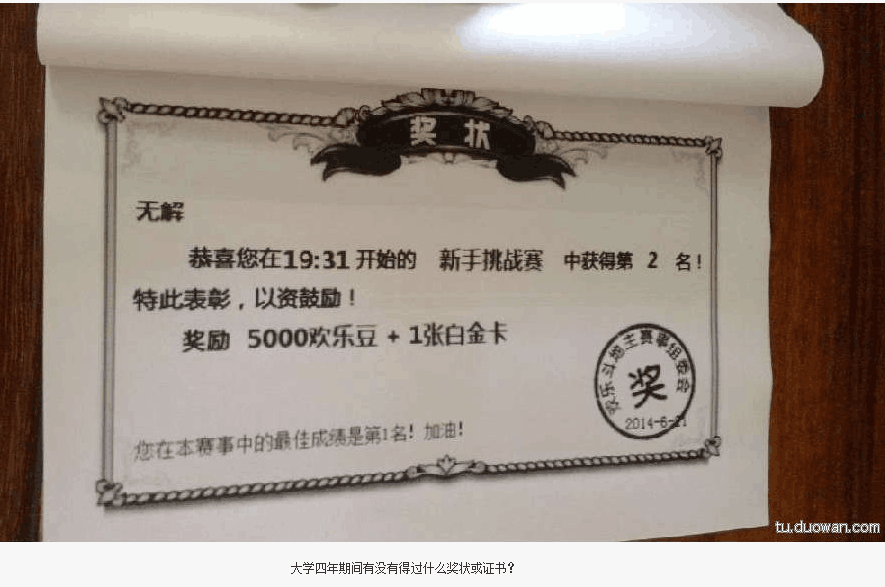 奖 状
无解
恭喜您在19:31开始的 新手挑战赛 中获得第 2 名!
特此表彰，以资鼓励!
奖励 5000欢乐豆 + 1张白金卡
欢乐斗地主赛事组委会
奖
2014-6-21
您在本赛事中的最佳成绩是第1名! 加油!
tu.duowan.com
大学四年期间有没有得过什么奖状或证书?